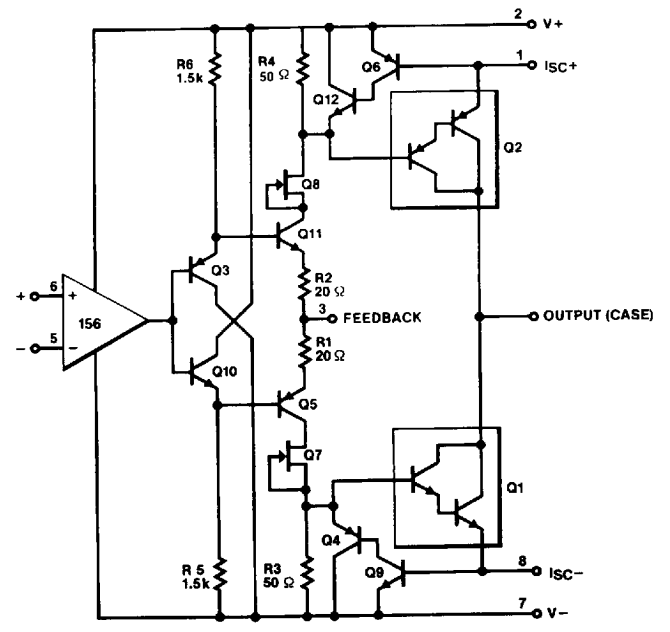 2 V+
R6
1.5k
R4
50 Ω
Q6
1 ISC+
Q12
Q2
Q8
Q11
Q3
R2
20 Ω
6
+ +
156
5
− −
3 FEEDBACK
OUTPUT (CASE)
R1
20 Ω
Q10
Q5
Q7
Q1
Q4
R 5
1.5k
R3
50 Ω
Q9
8 ISC−
7 V−